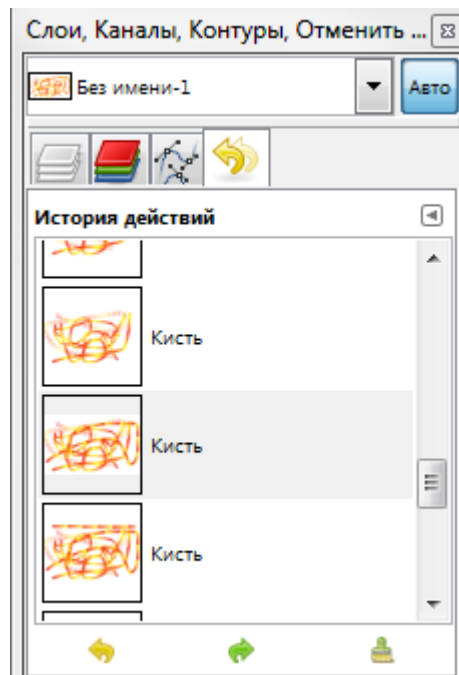 Слои, Каналы, Контуры, Отменить ...
Без имени-1
Авто
История действий
Кисть
Кисть
Кисть